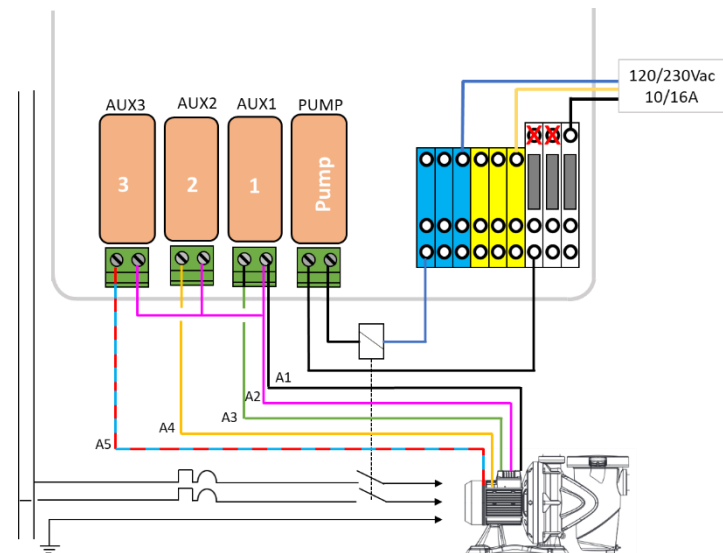 120/230Vac
10/16A
AUX3 AUX2 AUX1 PUMP
3 2 1 Pump
A1
A2
A3
A4
A5